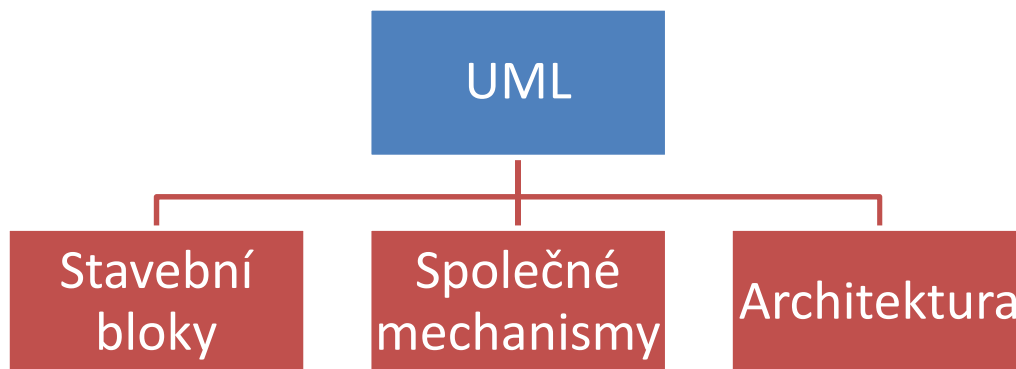 UML
Stavební
bloky
Společné
mechanismy
Architektura